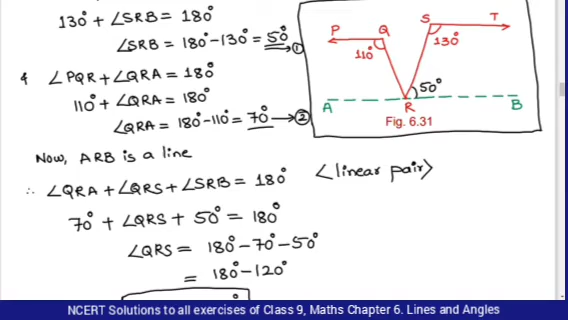 130° + ∠SRB = 180°
∠SRB = 180° - 130° = 50° → ①
& ∠PQR + ∠QRA = 180°
110° + ∠QRA = 180°
∠QRA = 180° - 110° = 70° → ②
Now, ARB is a line
∴ ∠QRA + ∠QRS + ∠SRB = 180° <linear pair>
70° + ∠QRS + 50° = 180°
∠QRS = 180° - 70° - 50°
= 180° - 120°
P Q S T
110° 130°
50°
A R B
Fig. 6.31
NCERT Solutions to all exercises of Class 9, Maths Chapter 6. Lines and Angles